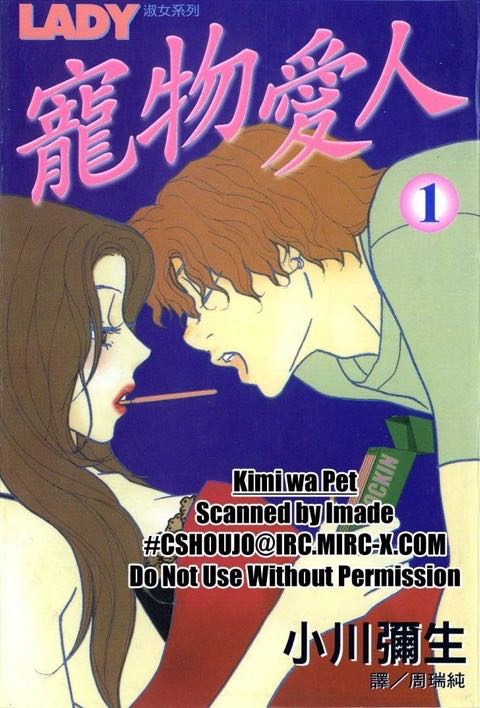 LADY 淑女系列
寵物愛人
1
OCKIN
Kimi wa Pet
Scanned by Imade
#CSHOUJO@IRC.MIRC-X.COM
Do Not Use Without Permission
小川彌生
譯／周瑞純